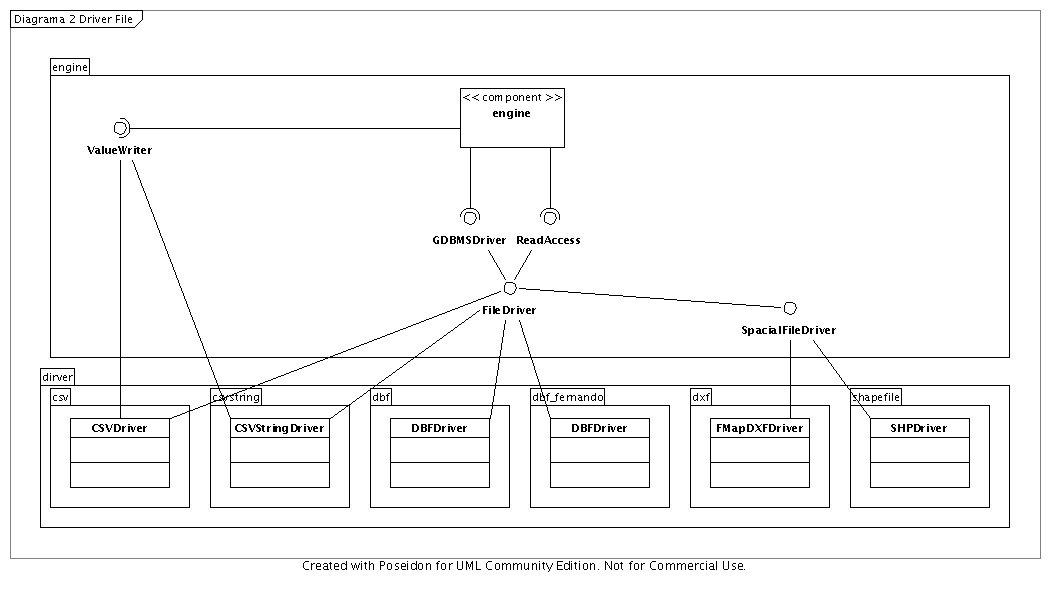 Diagrama 2 Driver File
engine
<< component >>
engine
ValueWriter
GDBMSDriver ReadAccess
FileDriver
SpacialFileDriver
dirver
csv csvstring dbf dbf_fernando dxf shapefile
CSVDriver CSVStringDriver DBFDriver DBFDriver FMapDXFDriver SHPDriver
Created with Poseidon for UML Community Edition. Not for Commercial Use.